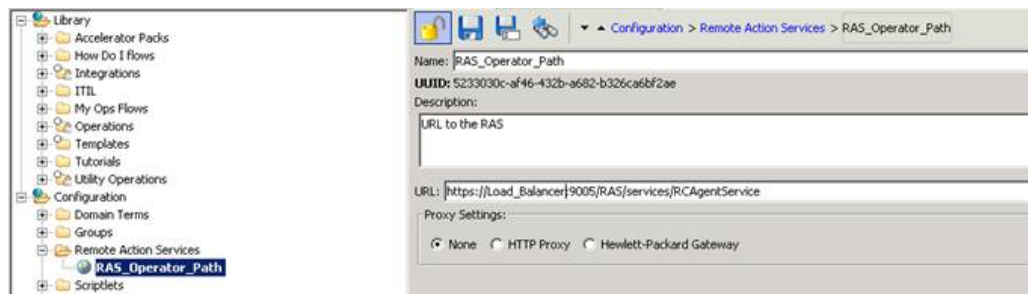 Library
Accelerator Packs
How Do I flows
Integrations
ITIL
My Ops Flows
Operations
Templates
Tutorials
Utility Operations
Configuration
Domain Terms
Groups
Remote Action Services
RAS_Operator_Path
Scriptlets
Configuration > Remote Action Services > RAS_Operator_Path
Name: RAS_Operator_Path
UUID: 5233030c-af46-432b-a682-b326ca6bf2ae
Description:
URL to the RAS
URL: https://Load_Balancer:9005/RAS/services/RCAgentService
Proxy Settings:
None HTTP Proxy Hewlett-Packard Gateway